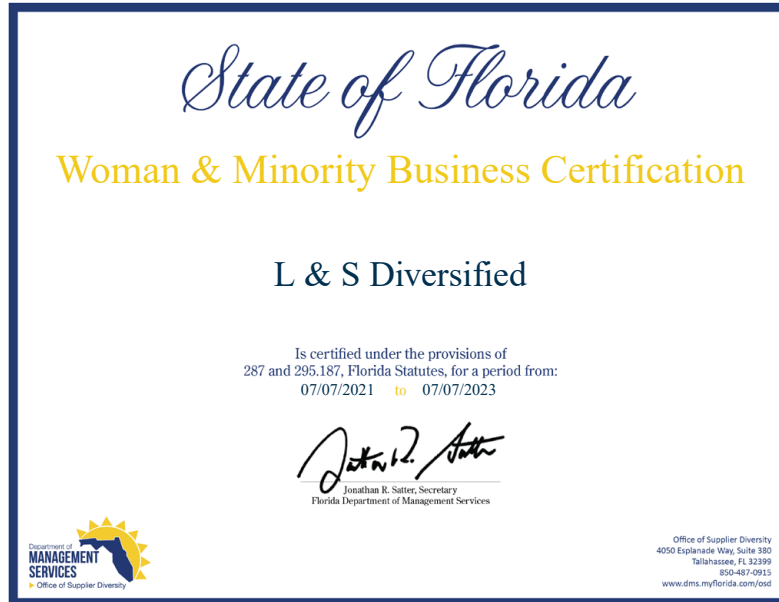 State of Florida
Woman & Minority Business Certification
L & S Diversified
Is certified under the provisions of
287 and 295.187, Florida Statutes, for a period from:
07/07/2021 to 07/07/2023
Jonathan R. Satter, Secretary
Florida Department of Management Services
Department of
MANAGEMENT
SERVICES
Office of Supplier Diversity
Office of Supplier Diversity
4050 Esplanade Way, Suite 380
Tallahassee, FL 32399
850-487-0915
www.dms.myflorida.com/osd